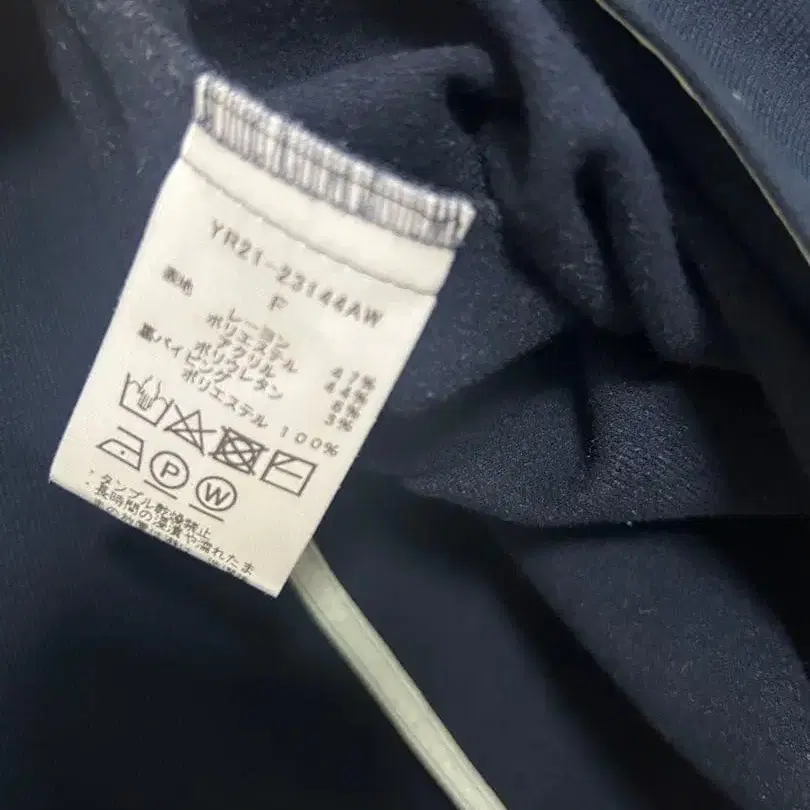 YR21-23144AW
F
表地
レーヨン 47%
ポリエステル 44%
アクリル 6%
ポリウレタン 3%
裏パイピング
ポリエステル 100%
P W
・タンブル乾燥禁止
・長時間の浸漬や濡れたま